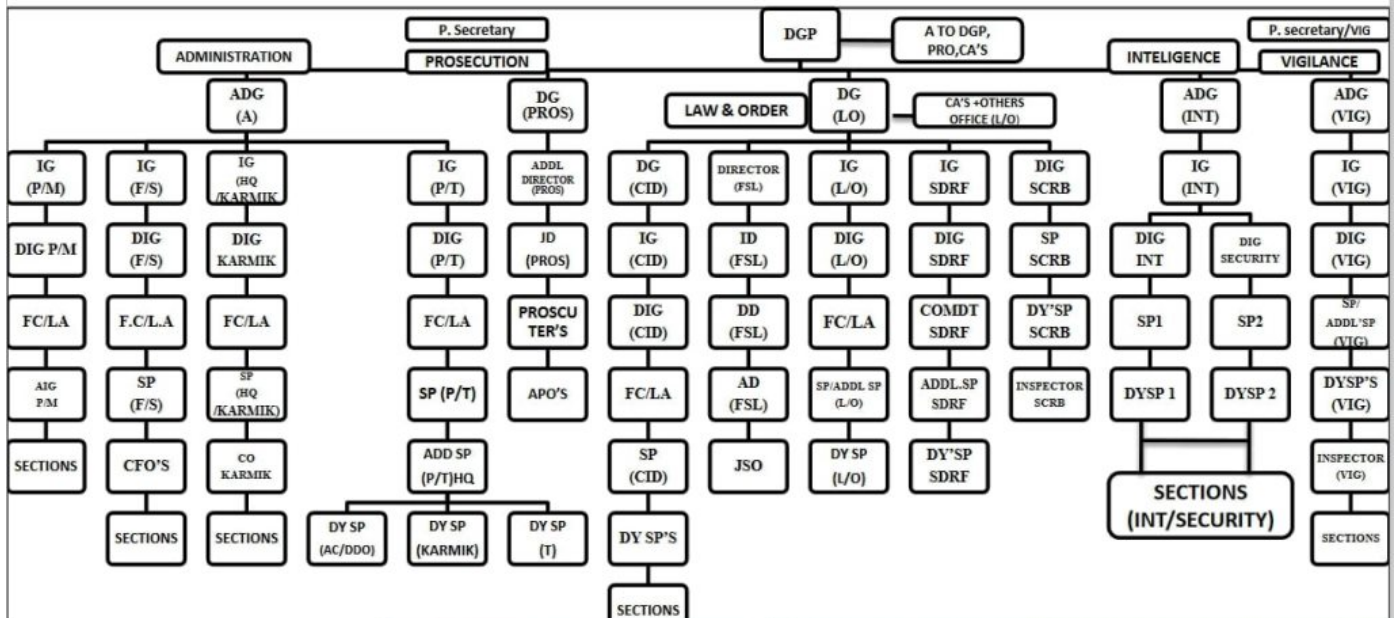 P. Secretary
DGP
A TO DGP,
PRO,CA'S
P. secretary/VIG
ADMINISTRATION
PROSECUTION
INTELIGENCE
VIGILANCE
ADG
(A)
DG
(PROS)
LAW & ORDER
DG
(LO)
CA'S +OTHERS
OFFICE (L/O)
ADG
(INT)
ADG
(VIG)
IG
(P/M)
IG
(F/S)
IG
(HQ
/KARMIK
IG
(P/T)
ADDL
DIRECTOR
(PROS)
DG
(CID)
DIRECTOR
(FSL)
IG
(L/O)
IG
SDRF
DIG
SCRB
IG
(INT)
IG
(VIG)
DIG P/M
DIG
(F/S)
DIG
KARMIK
DIG
(P/T)
JD
(PROS)
IG
(CID)
ID
(FSL)
DIG
(L/O)
DIG
SDRF
SP
SCRB
DIG
INT
DIG
SECURITY
DIG
(VIG)
FC/LA
F.C/L.A
FC/LA
FC/LA
PROSCU
TER'S
DIG
(CID)
DD
(FSL)
FC/LA
COMDT
SDRF
DY'SP
SCRB
SP1
SP2
SP/
ADDL'SP
(VIG)
AIG
P/M
SP
(F/S)
SP
(HQ
/KARMIK)
SP (P/T)
APO'S
FC/LA
AD
(FSL)
SP/ADDL SP
(L/O)
ADDL.SP
SDRF
INSPECTOR
SCRB
DYSP 1
DYSP 2
DYSP'S
(VIG)
SECTIONS
CFO'S
CO
KARMIK
ADD SP
(P/T)HQ
SP
(CID)
JSO
DY SP
(L/O)
DY'SP
SDRF
SECTIONS
(INT/SECURITY)
INSPECTOR
(VIG)
SECTIONS
SECTIONS
DY SP
(AC/DDO)
DY SP
(KARMIK)
DY SP
(T)
DY SP'S
SECTIONS
SECTIONS